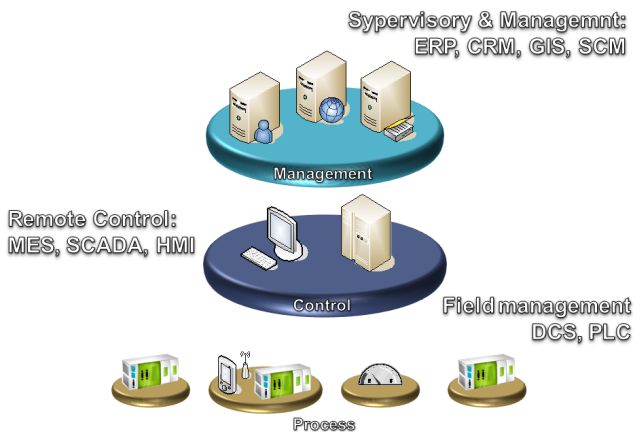 Sypervisory & Managemnt:
ERP, CRM, GIS, SCM
Management
Remote Control:
MES, SCADA, HMI
Control
Field management
DCS, PLC
Process